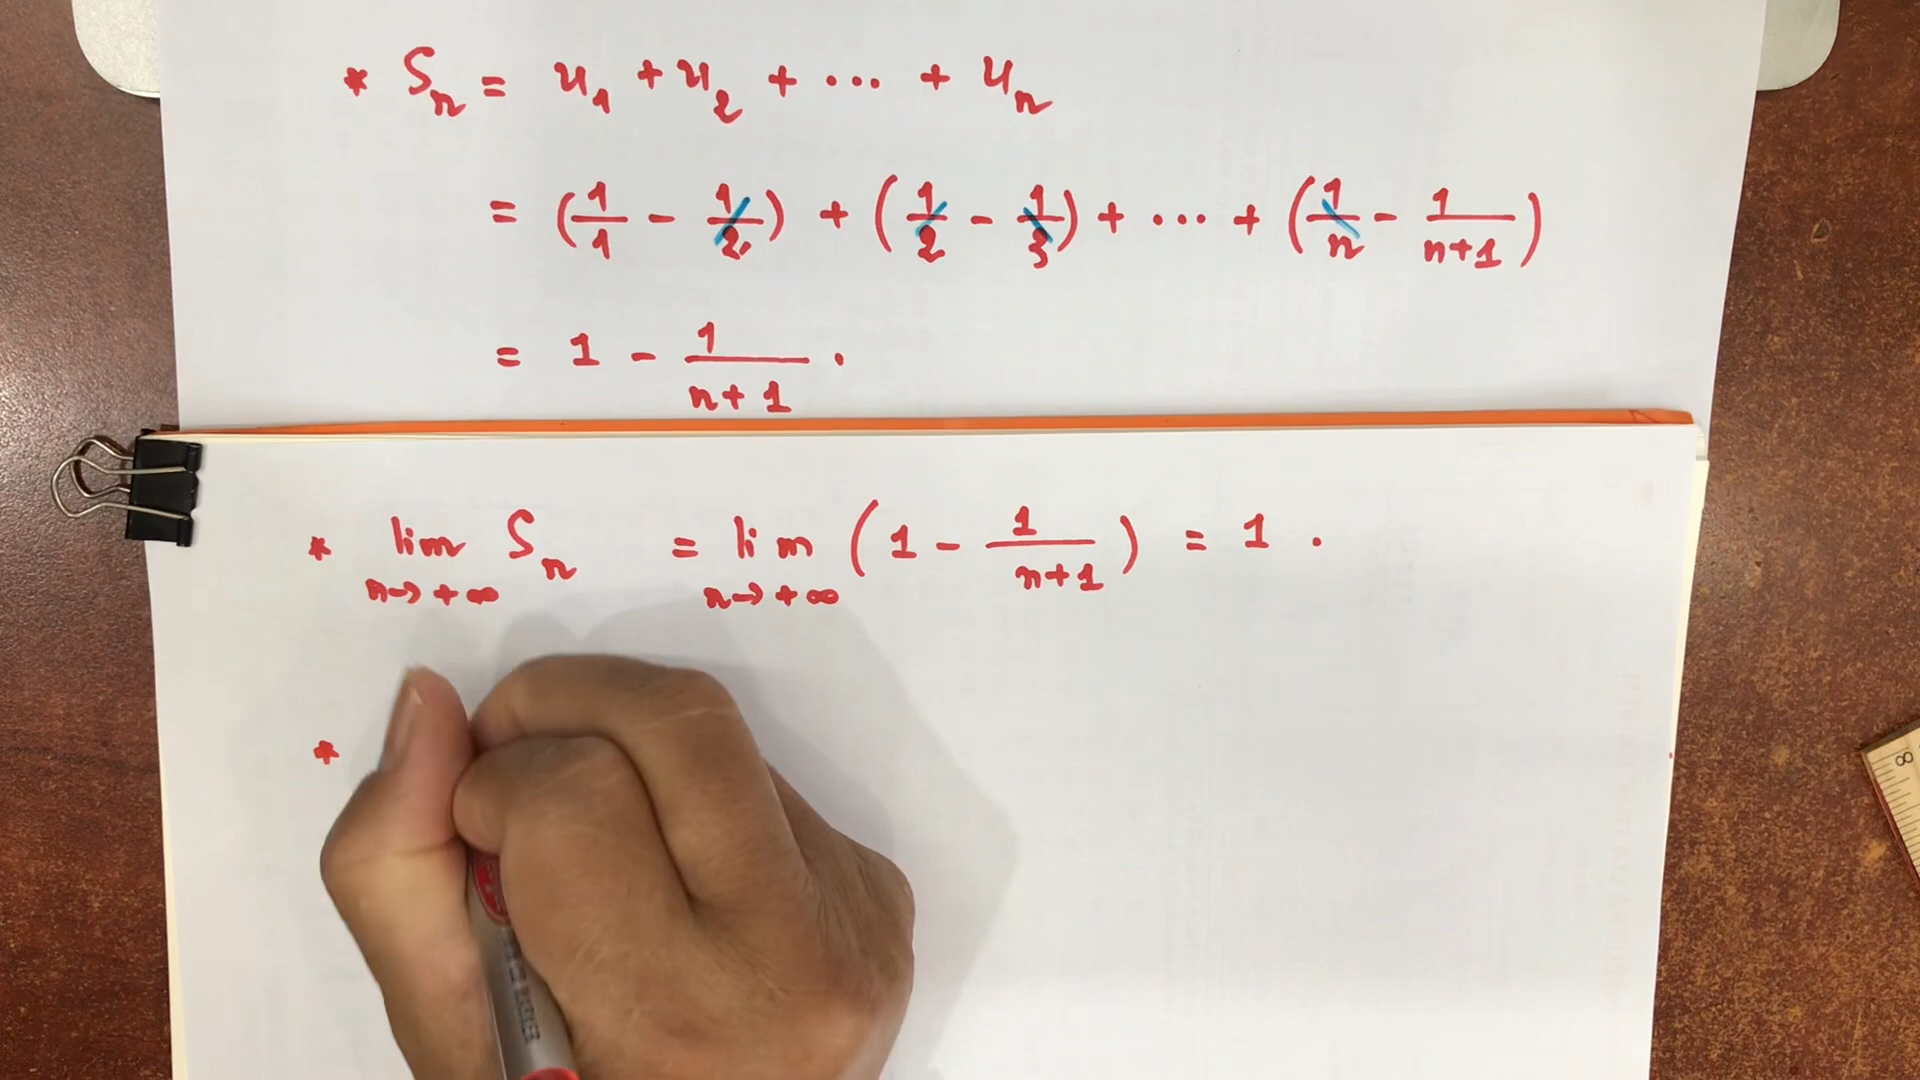 * Sₙ = u₁ + u₂ + ... + uₙ
= (1/1 - 1/2) + (1/2 - 1/3) + ... + (1/n - 1/(n+1))
= 1 - 1/(n+1) .
* lim n→+∞ Sₙ = lim n→+∞ (1 - 1/(n+1)) = 1 .
*
8